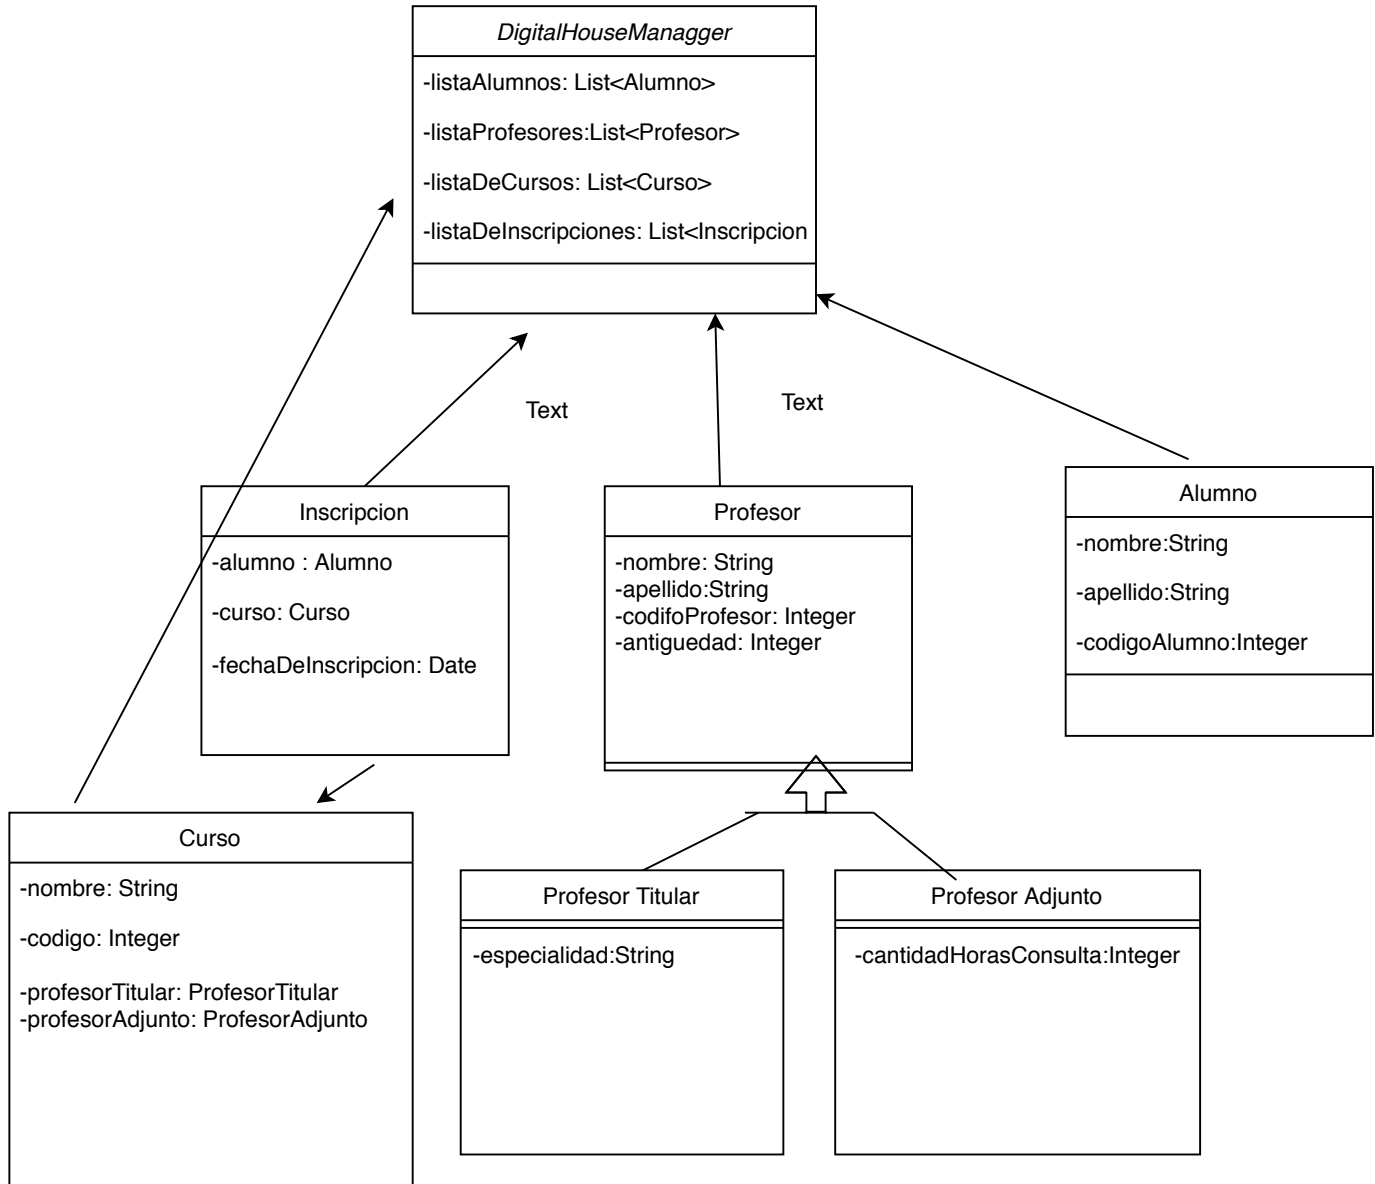 DigitalHouseManagger
-listaAlumnos: List<Alumno>
-listaProfesores:List<Profesor>
-listaDeCursos: List<Curso>
-listaDeInscripciones: List<Inscripcion
Text
Text
Inscripcion
-alumno : Alumno
-curso: Curso
-fechaDeInscripcion: Date
Profesor
-nombre: String
-apellido:String
-codifoProfesor: Integer
-antiguedad: Integer
Alumno
-nombre:String
-apellido:String
-codigoAlumno:Integer
Curso
-nombre: String
-codigo: Integer
-profesorTitular: ProfesorTitular
-profesorAdjunto: ProfesorAdjunto
Profesor Titular
-especialidad:String
Profesor Adjunto
-cantidadHorasConsulta:Integer